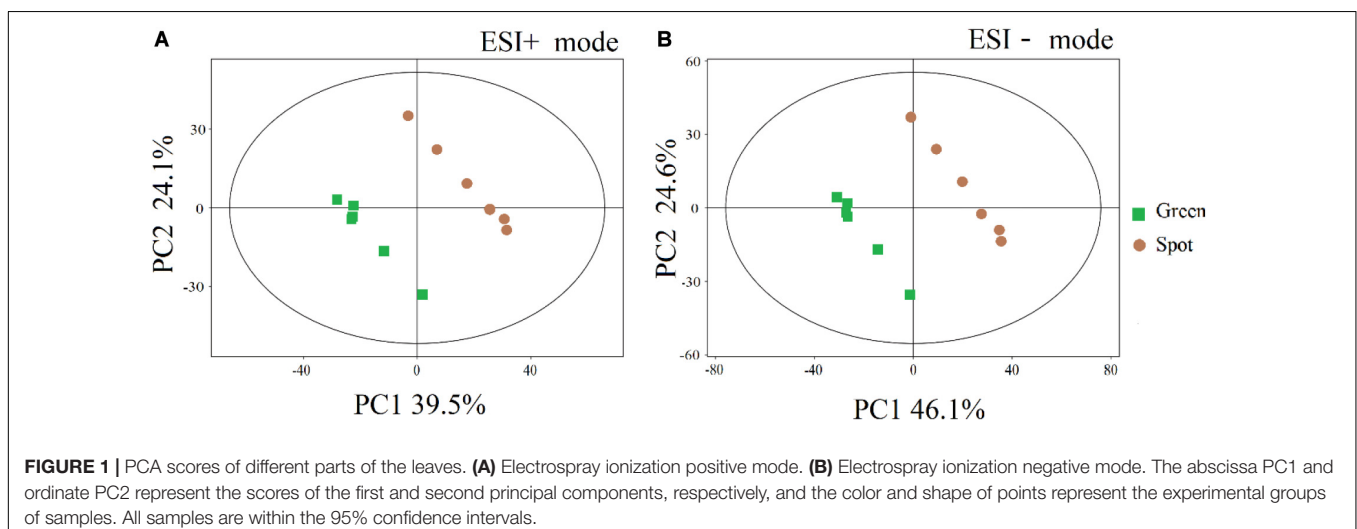 A
ESI+ mode
PC2 24.1%
30
0
-30
-40
0
40
PC1 39.5%
B
ESI - mode
PC2 24.6%
60
30
0
-30
-60
-80
-40
0
40
80
PC1 46.1%
Green
Spot
FIGURE 1 | PCA scores of different parts of the leaves. (A) Electrospray ionization positive mode. (B) Electrospray ionization negative mode. The abscissa PC1 and
ordinate PC2 represent the scores of the first and second principal components, respectively, and the color and shape of points represent the experimental groups
of samples. All samples are within the 95% confidence intervals.